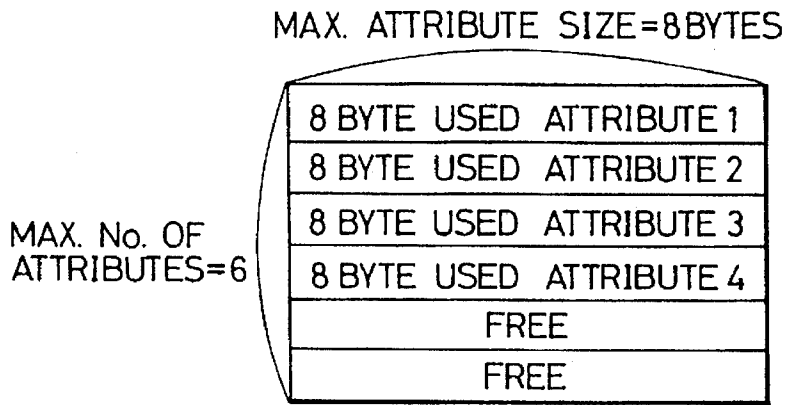 MAX. ATTRIBUTE SIZE=8BYTES
8 BYTE USED ATTRIBUTE 1
8 BYTE USED ATTRIBUTE 2
8 BYTE USED ATTRIBUTE 3
8 BYTE USED ATTRIBUTE 4
MAX. No. OF
ATTRIBUTES=6
FREE
FREE